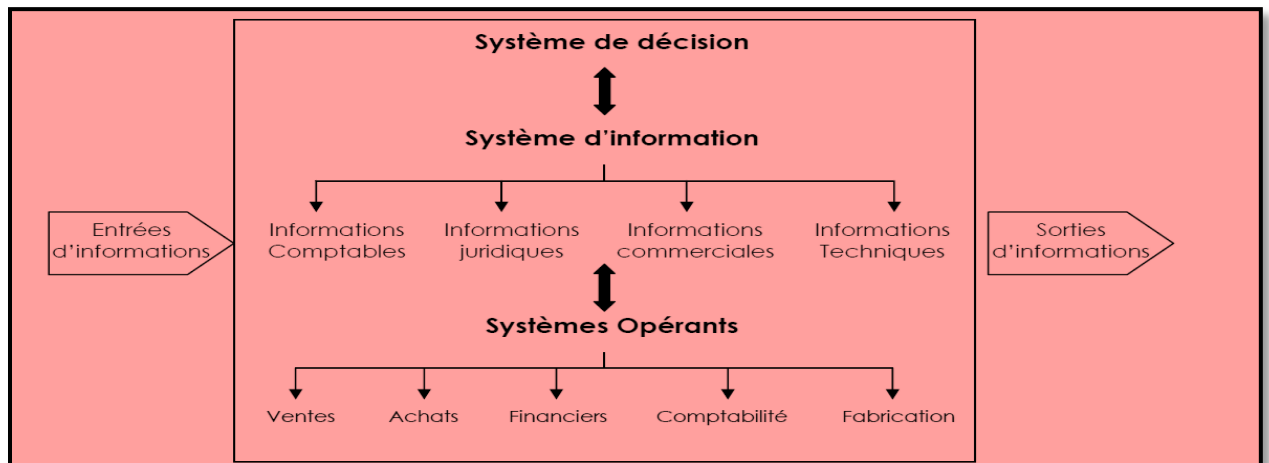 Système de décision
Système d'information
Entrées
d'informations
Informations
Comptables
Informations
juridiques
Informations
commerciales
Informations
Techniques
Sorties
d'informations
Systèmes Opérants
Ventes
Achats
Financiers
Comptabilité
Fabrication